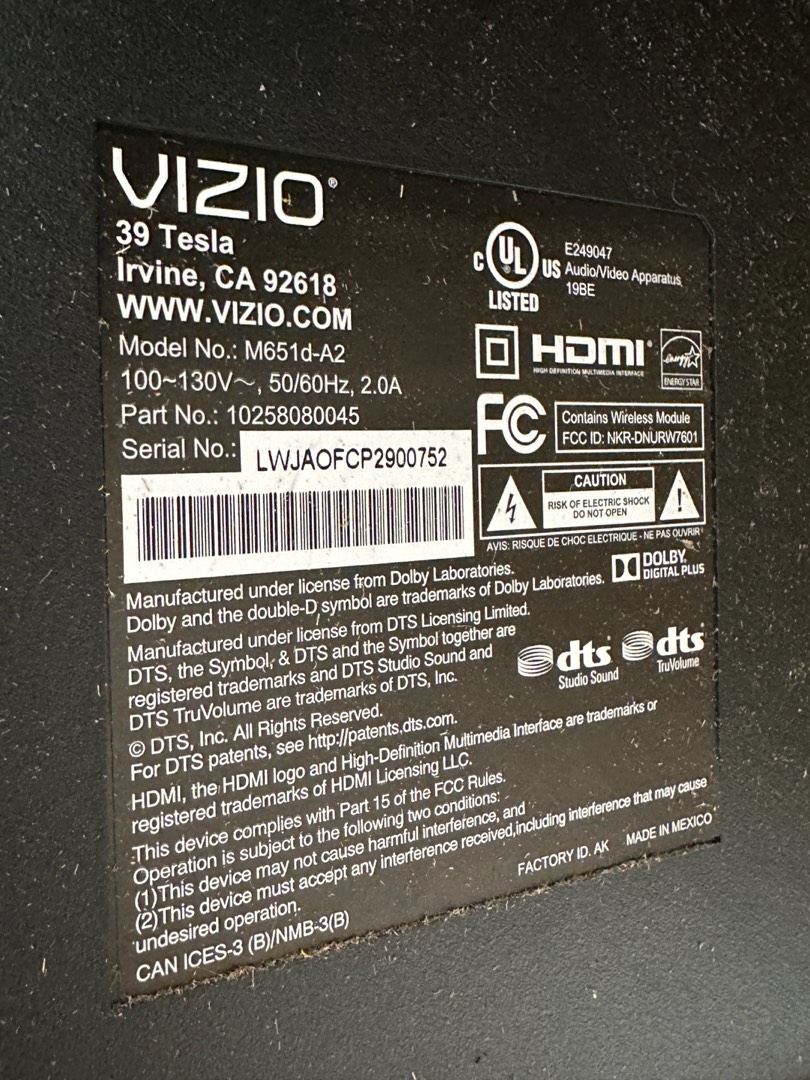 VIZIO®
39 Tesla
Irvine, CA 92618
WWW.VIZIO.COM
Model No.: M651d-A2
100~130V~, 50/60Hz, 2.0A
Part No.: 10258080045
Serial No.: LWJAOFCP2900752
C UL US
LISTED
E249047
Audio/Video Apparatus
19BE
HDMI
HIGH DEFINITION MULTIMEDIA INTERFACE
energy
ENERGY STAR
FC
Contains Wireless Module
FCC ID: NKR-DNURW7601
CAUTION
RISK OF ELECTRIC SHOCK
DO NOT OPEN
AVIS: RISQUE DE CHOC ELECTRIQUE - NE PAS OUVRIR
Manufactured under license from Dolby Laboratories.
Dolby and the double-D symbol are trademarks of Dolby Laboratories.
DOLBY
DIGITAL PLUS
Manufactured under license from DTS Licensing Limited.
DTS, the Symbol, & DTS and the Symbol together are
registered trademarks and DTS Studio Sound and
DTS TruVolume are trademarks of DTS, Inc.
© DTS, Inc. All Rights Reserved.
For DTS patents, see http://patents.dts.com.
dts
Studio Sound
dts
TruVolume
HDMI, the HDMI logo and High-Definition Multimedia Interface are trademarks or
registered trademarks of HDMI Licensing LLC.
This device complies with Part 15 of the FCC Rules.
Operation is subject to the following two conditions:
(1)This device may not cause harmful interference, and
(2)This device must accept any interference received,including interference that may cause
undesired operation.
CAN ICES-3 (B)/NMB-3(B)
FACTORY ID. AK MADE IN MEXICO